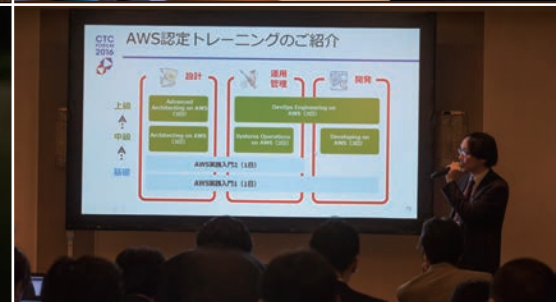 CTC
FORUM
2016
AWS認定トレーニングのご紹介
設計
運用
管理
開発
上級
中級
基礎
Advanced
Architecting on AWS
(3日)
DevOps Engineering on
AWS (3日)
Architecting on AWS
(3日)
Systems Operations
on AWS (3日)
Developing on
AWS (3日)
AWS実践入門2（1日）
AWS実践入門1（1日）